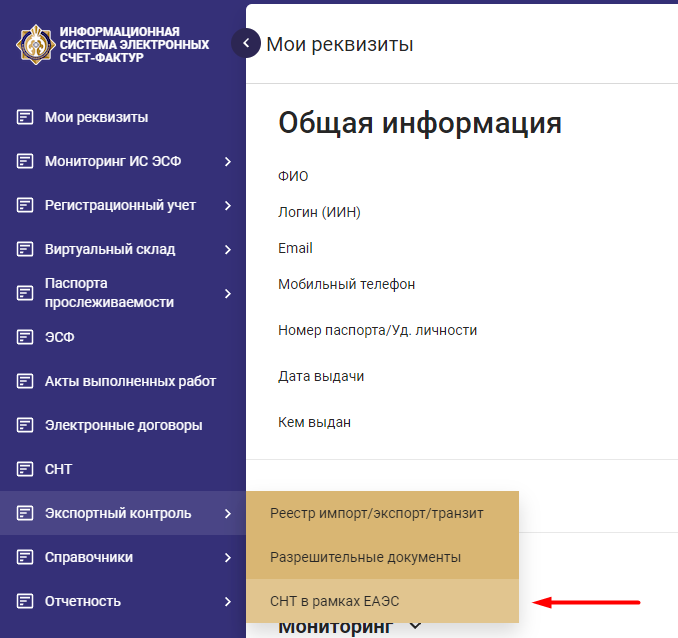 ИНФОРМАЦИОННАЯ
СИСТЕМА ЭЛЕКТРОННЫХ
СЧЕТ-ФАКТУР
Мои реквизиты
Мониторинг ИС ЭСФ
Регистрационный учет
Виртуальный склад
Паспорта
прослеживаемости
ЭСФ
Акты выполненных работ
Электронные договоры
СНТ
Экспортный контроль
Справочники
Отчетность
Мои реквизиты
Общая информация
ФИО
Логин (ИИН)
Email
Мобильный телефон
Номер паспорта/Уд. личности
Дата выдачи
Кем выдан
Реестр импорт/экспорт/транзит
Разрешительные документы
СНТ в рамках ЕАЭС
Мониторинг